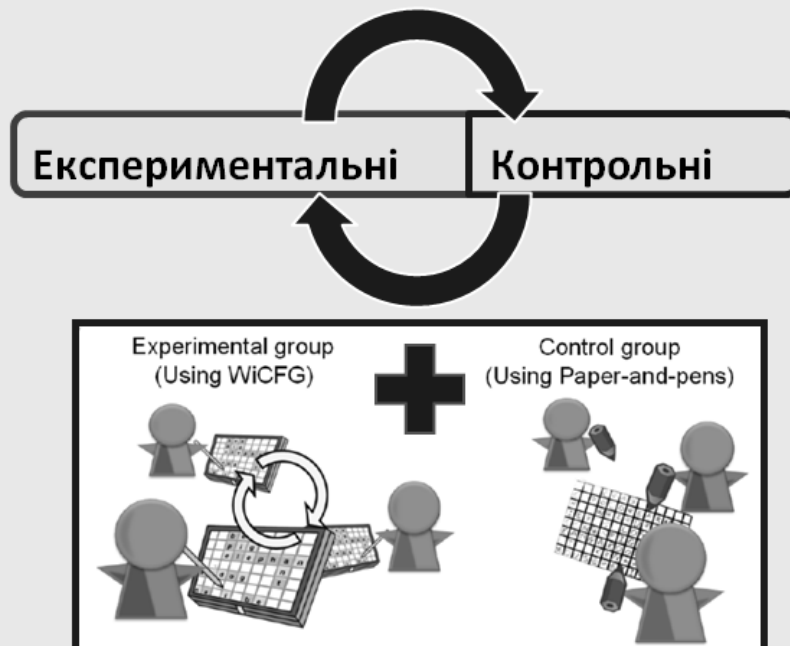 Експериментальні Контрольні
Experimental group
(Using WiCFG)
Control group
(Using Paper-and-pens)